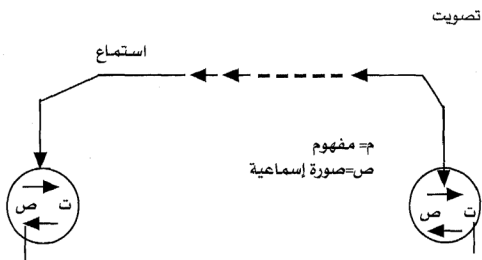 تصويت
استماع
م= مفهوم
ص=صورة إسماعية
ت ص
ت ص